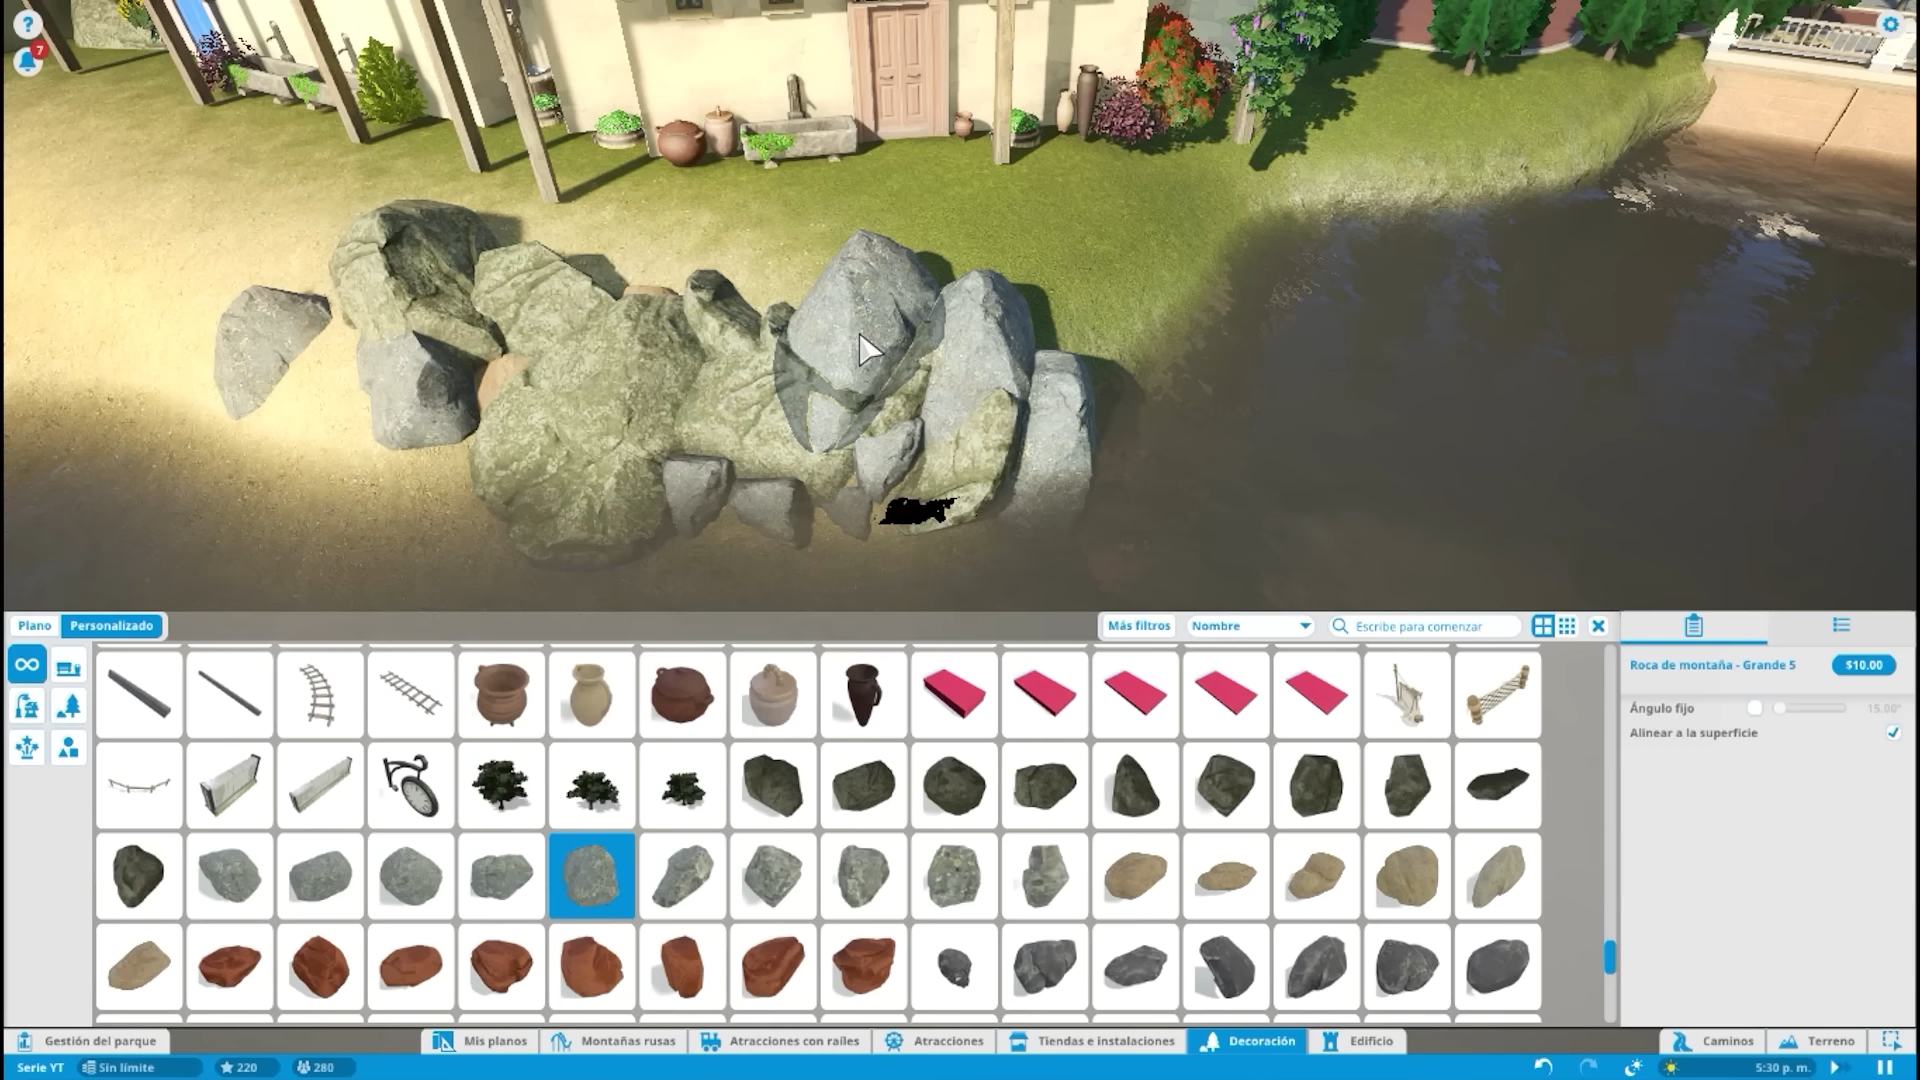 ?
7
Plano
Personalizado
Más filtros
Nombre
Escribe para comenzar
Roca de montaña - Grande 5
$10.00
Ángulo fijo
15.00°
Alinear a la superficie
Gestión del parque
Mis planos
Montañas rusas
Atracciones con raíles
Atracciones
Tiendas e instalaciones
Decoración
Edificio
Caminos
Terreno
Serie YT
Sin límite
220
280
5:30 p. m.